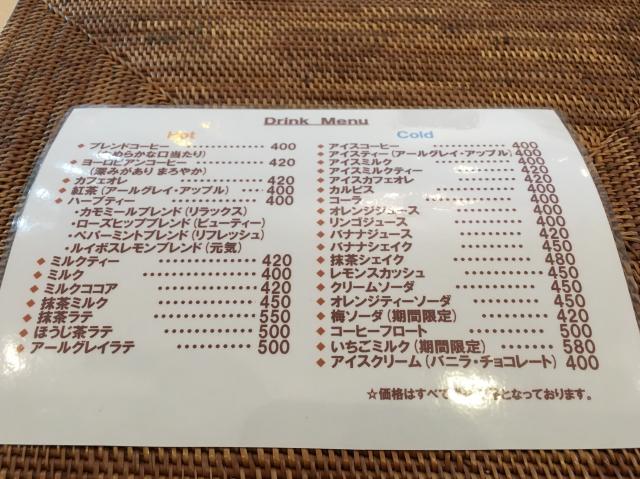 Drink Menu
Hot
ブレンドコーヒー 400
(なめらかな口当たり)
ヨーロピアンコーヒー 420
(深みがあり まろやか)
カフェオレ 420
紅茶(アールグレイ・アップル) 400
ハーブティー 400
・カモミールブレンド(リラックス)
・ローズヒップブレンド(ビューティー)
・ペパーミントブレンド(リフレッシュ)
・ルイボスレモンブレンド(元気)
ミルクティー 420
ミルク 400
ミルクココア 420
抹茶ミルク 450
抹茶ラテ 550
ほうじ茶ラテ 500
アールグレイラテ 500
Cold
アイスコーヒー 400
アイスティー(アールグレイ・アップル) 400
アイスミルク 400
アイスミルクティー 420
アイスカフェオレ 420
カルピス 400
コーラ 400
オレンジジュース 400
リンゴジュース 400
バナナジュース 420
バナナシェイク 450
抹茶シェイク 480
レモンスカッシュ 450
クリームソーダ 450
オレンジティーソーダ 450
梅ソーダ(期間限定) 420
コーヒーフロート 500
いちごミルク(期間限定) 580
アイスクリーム(バニラ・チョコレート) 400
☆価格はすべて となっております。